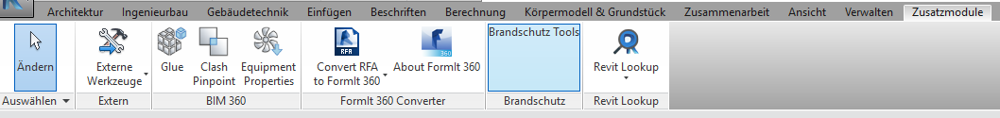 Architektur Ingenieurbau Gebäudetechnik Einfügen Beschriften Berechnung Körpermodell & Grundstück Zusammenarbeit Ansicht Verwalten Zusatzmodule
Ändern
Externe
Werkzeuge
Glue
Clash
Pinpoint
Equipment
Properties
RFA
Convert RFA
to FormIt 360
360
About FormIt 360
Brandschutz Tools
Revit Lookup
Auswählen
Extern
BIM 360
FormIt 360 Converter
Brandschutz
Revit Lookup